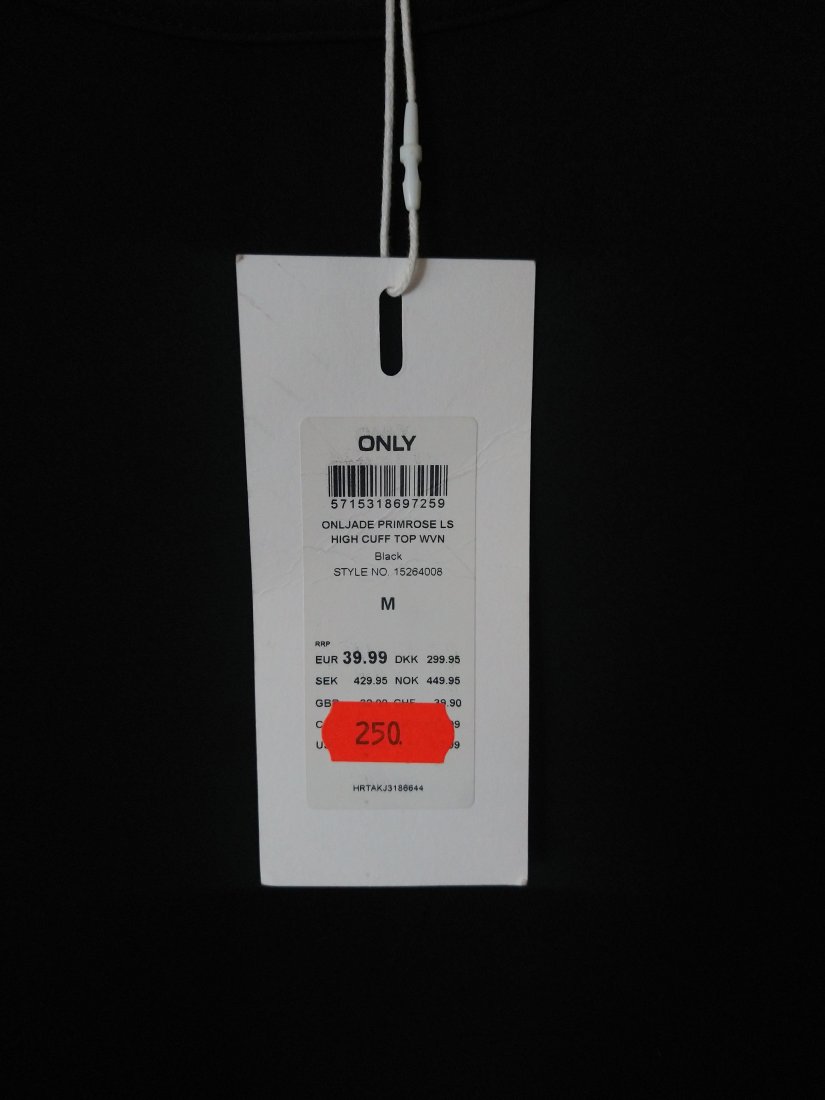 ONLY
5715318697259
ONLJADE PRIMROSE LS
HIGH CUFF TOP WVN
Black
STYLE NO. 15264008
M
RRP
EUR 39.99 DKK 299.95
SEK 429.95 NOK 449.95
39.90
250.
HRTAKJ3186644